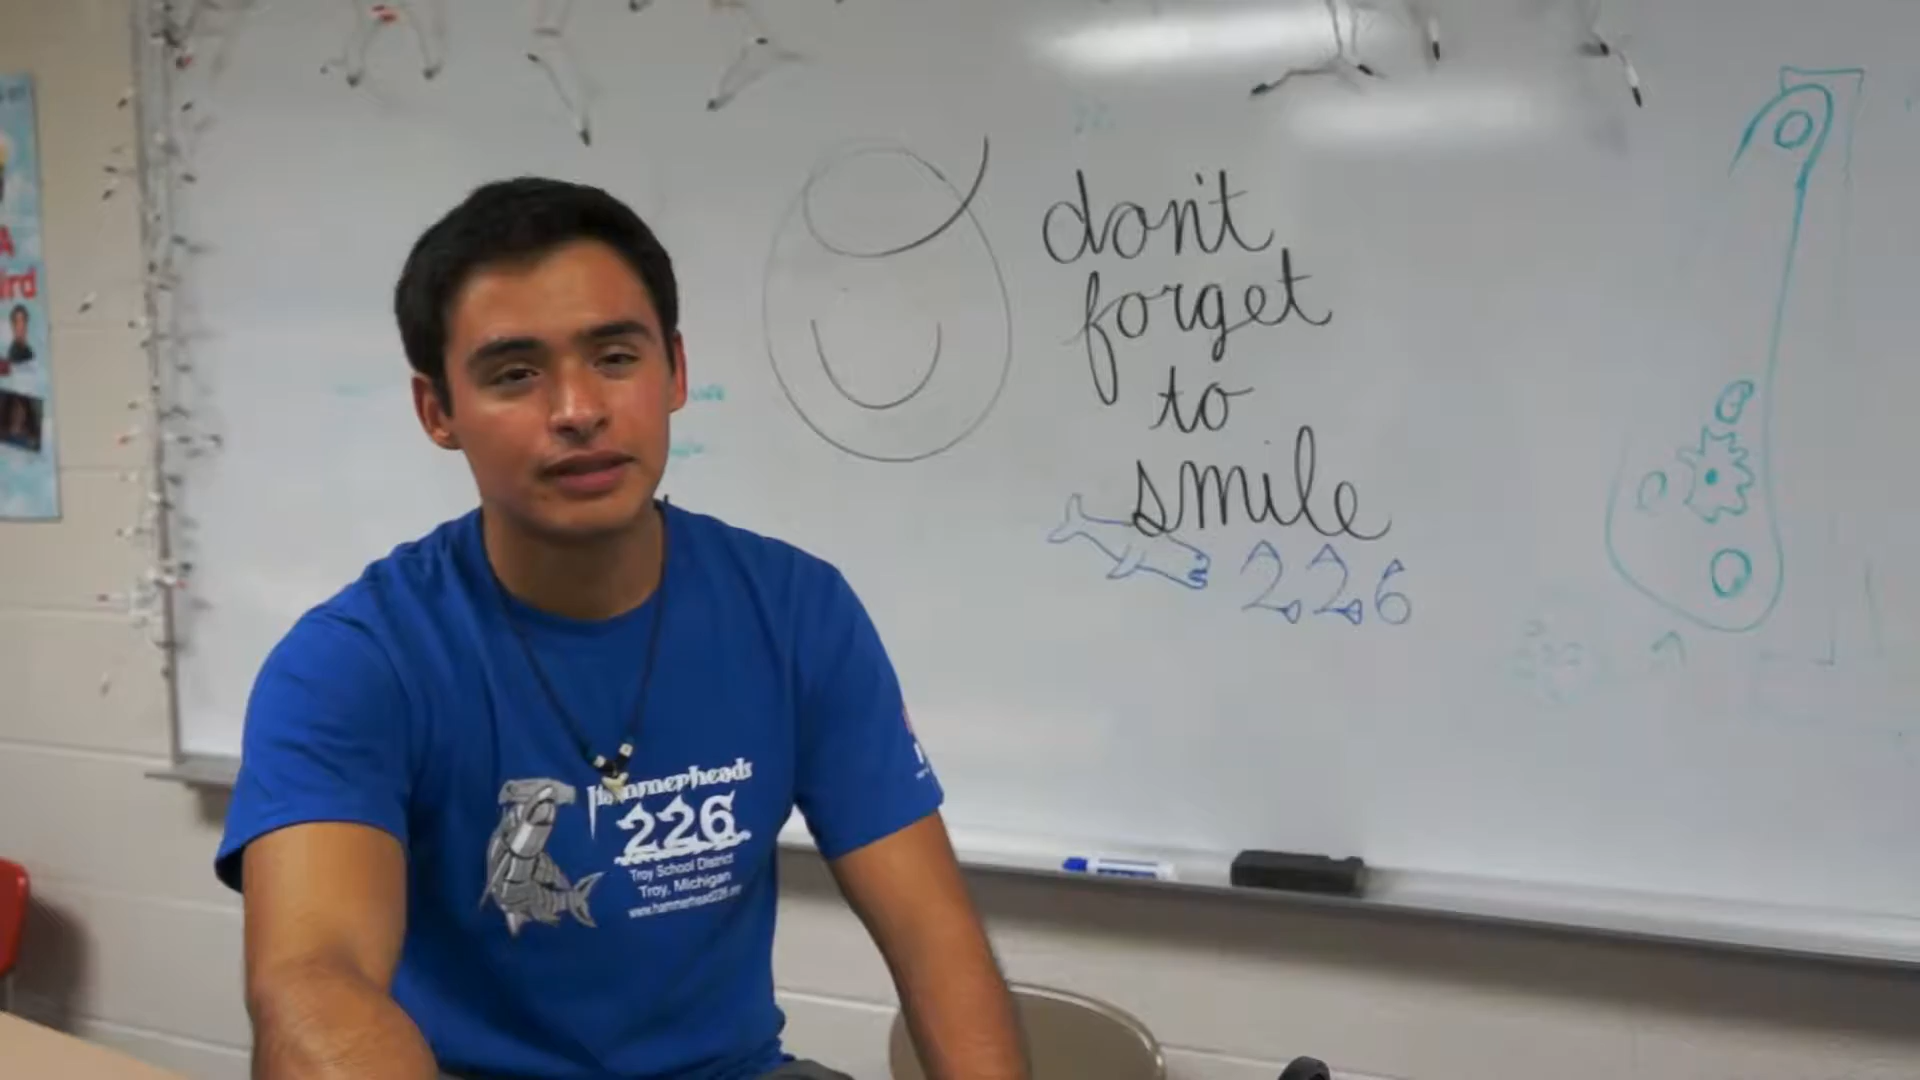 don't
forget
to
smile
226
Hammerheads
226
Troy School District
Troy, Michigan